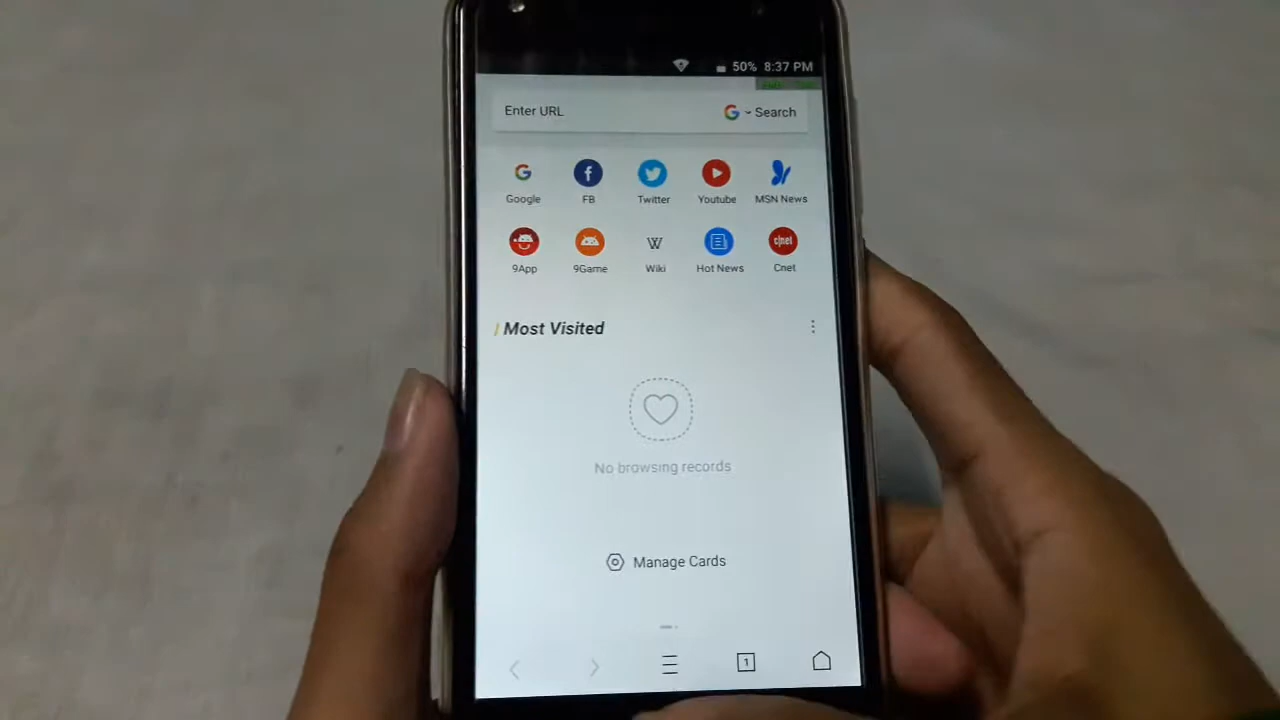 50% 8:37 PM
Enter URL
G Search
Google FB Twitter Youtube MSN News
W
cnet
9App 9Game Wiki Hot News Cnet
Most Visited
No browsing records
Manage Cards
1